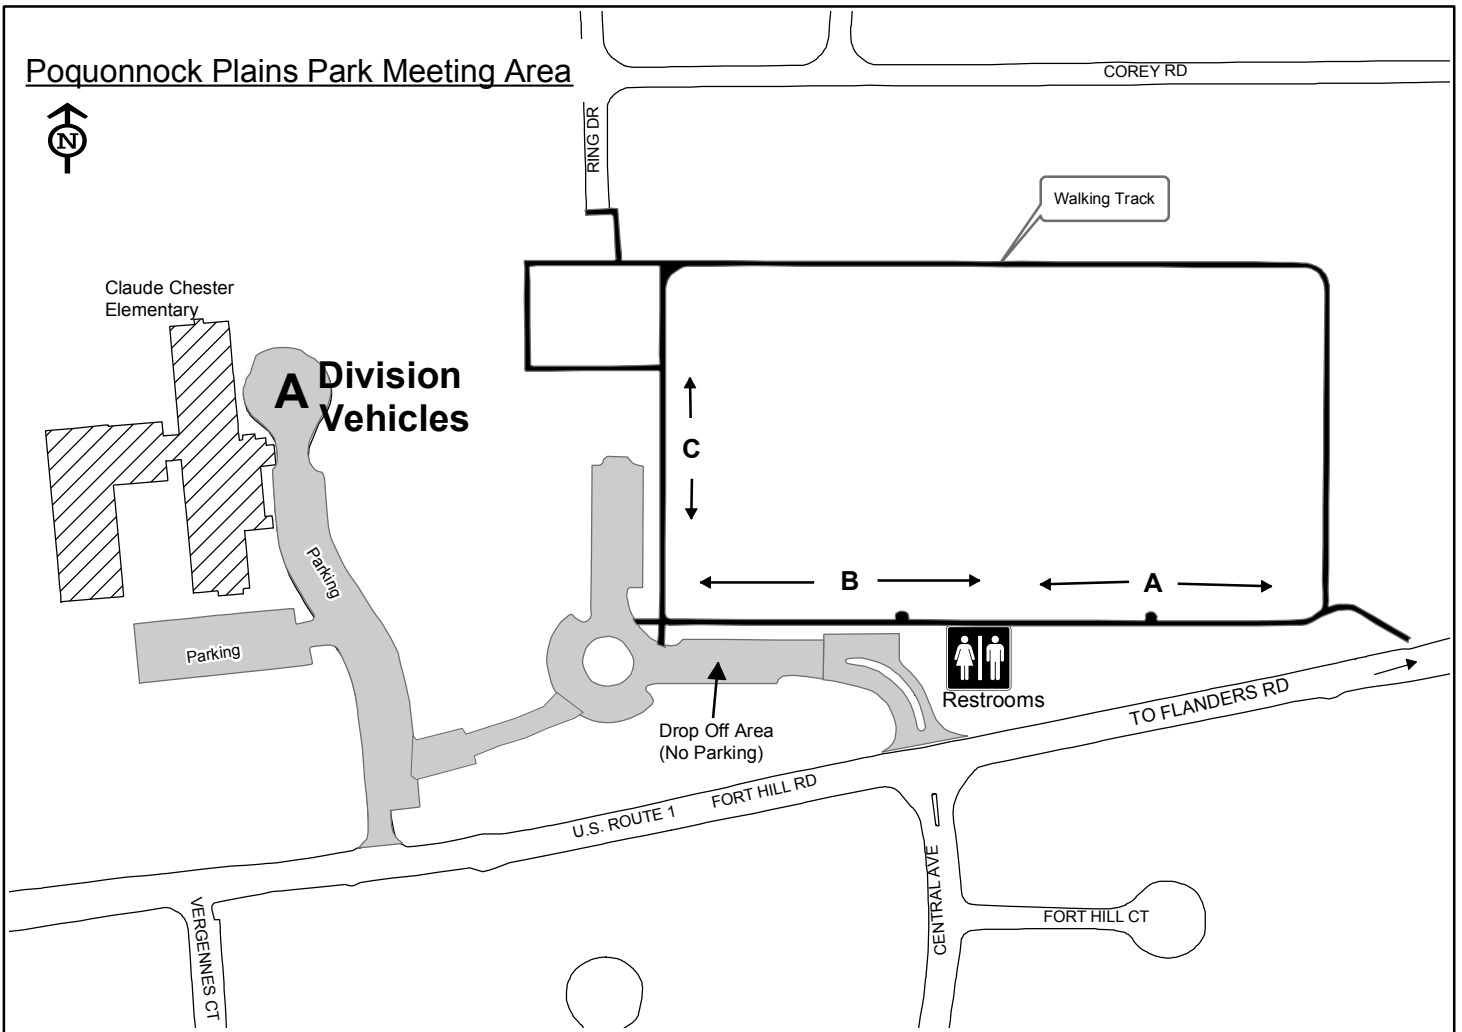 Poquonnock Plains Park Meeting Area
N
COREY RD
RING DR
Walking Track
Claude Chester
Elementary
A
Division
Vehicles
C
Parking
B
A
Parking
Restrooms
TO FLANDERS RD
Drop Off Area
(No Parking)
U.S. ROUTE 1
FORT HILL RD
CENTRAL AVE
FORT HILL CT
VERGENNES CT